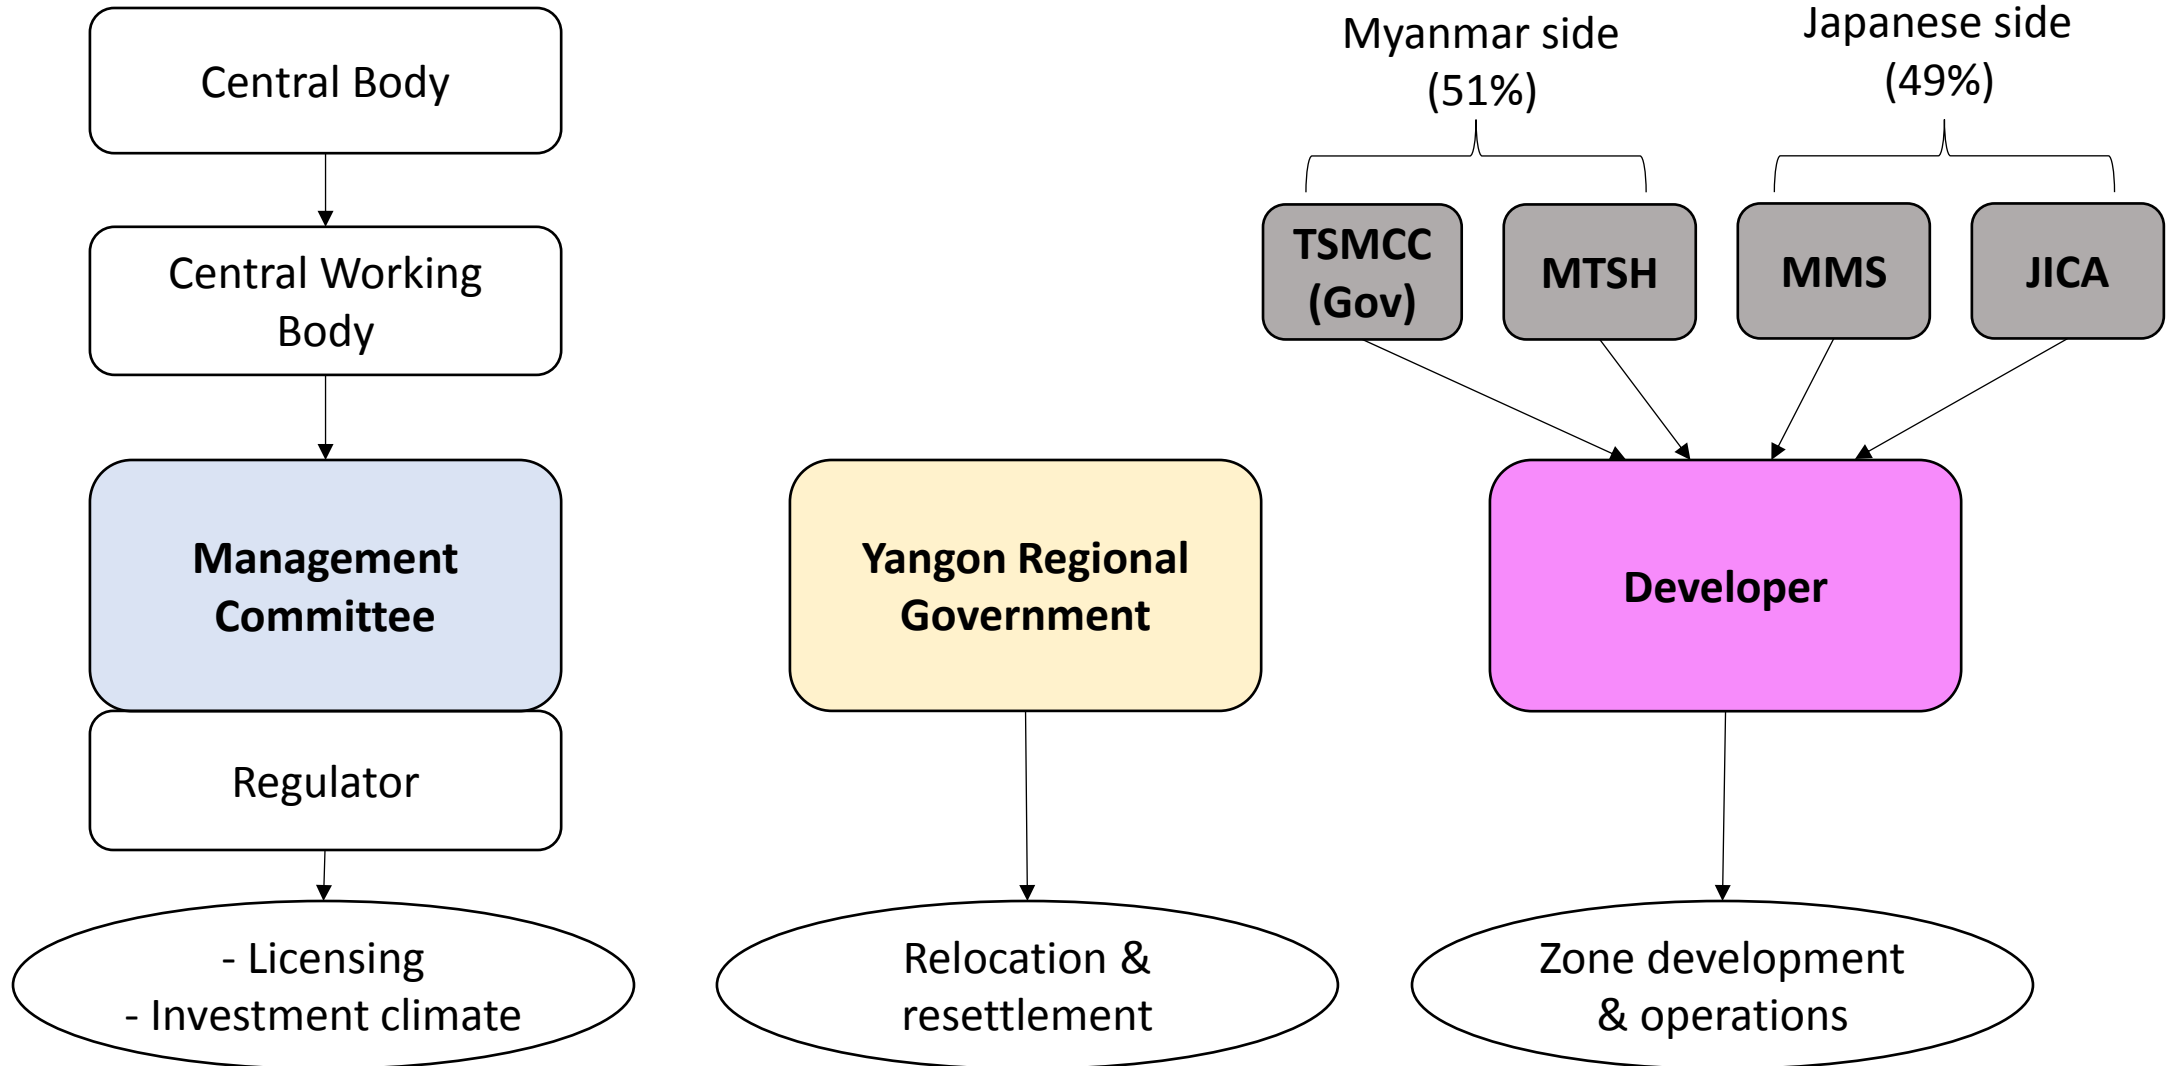 Central Body
Central Working
Body
Management
Committee
Regulator
- Licensing
- Investment climate
Yangon Regional
Government
Relocation &
resettlement
Myanmar side
(51%)
Japanese side
(49%)
TSMCC
(Gov)
MTSH
MMS
JICA
Developer
Zone development
& operations